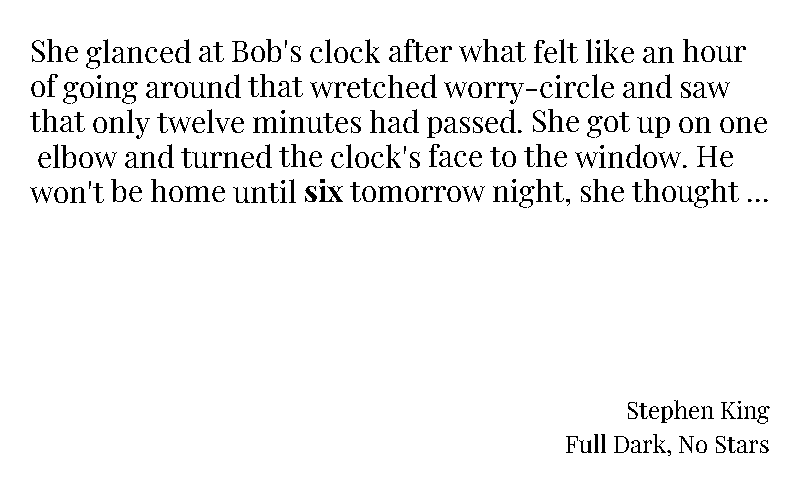 She glanced at Bob's clock after what felt like an hour
of going around that wretched worry-circle and saw
that only twelve minutes had passed. She got up on one
elbow and turned the clock's face to the window. He
won't be home until six tomorrow night, she thought ...
Stephen King
Full Dark, No Stars